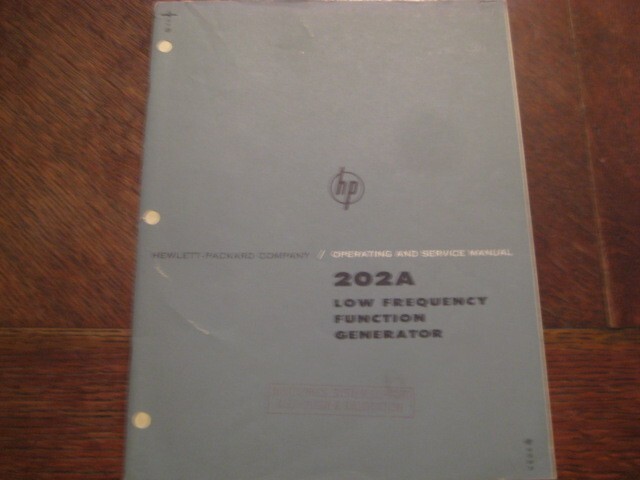 hp
HEWLETT-PACKARD COMPANY / OPERATING AND SERVICE MANUAL
202A
LOW FREQUENCY
FUNCTION
GENERATOR